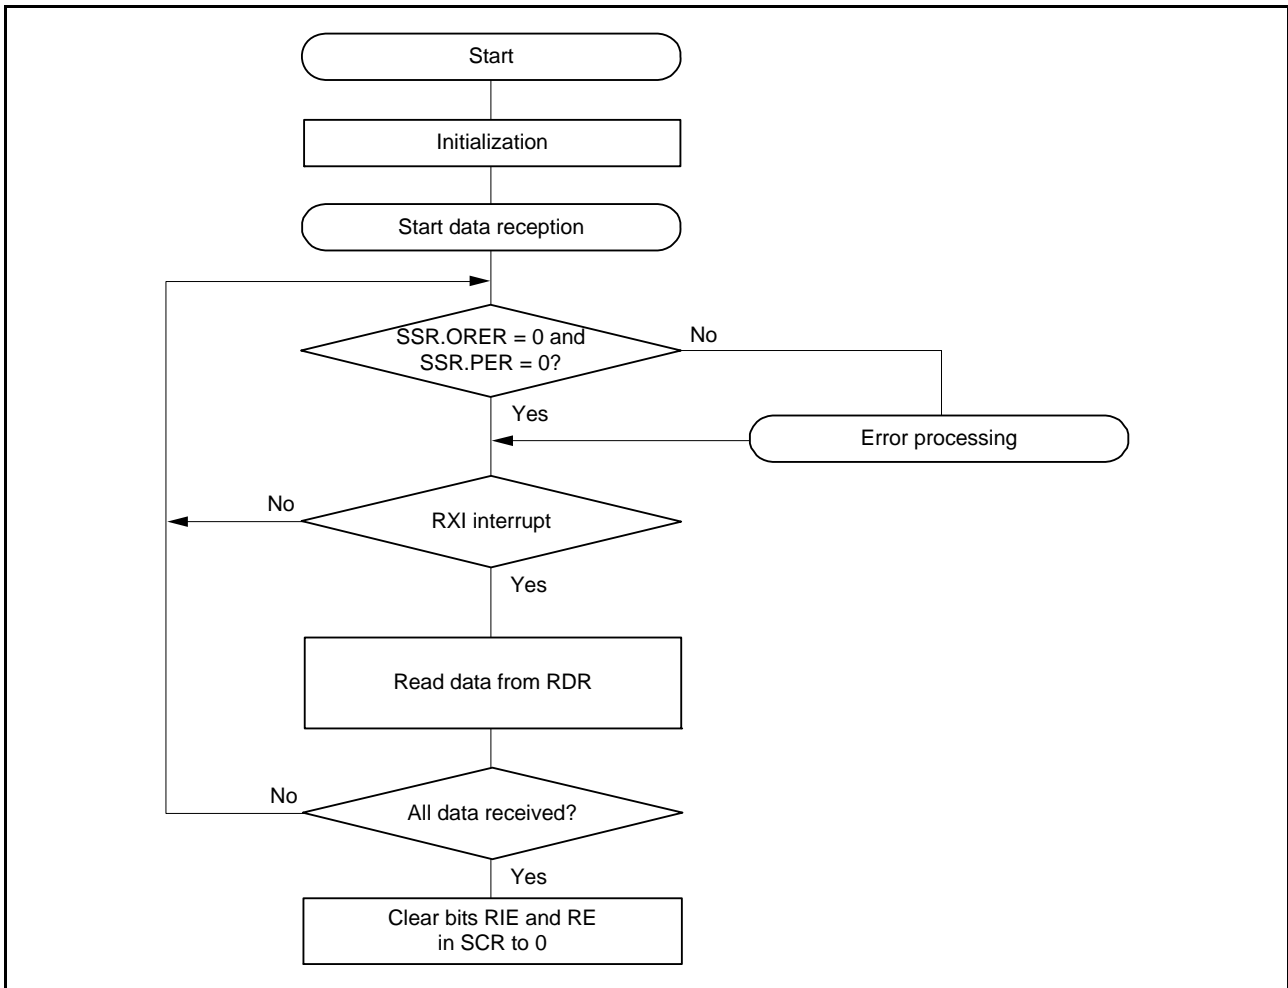 Start
Initialization
Start data reception
SSR.ORER = 0 and
SSR.PER = 0?
No
Yes
Error processing
No
RXI interrupt
Yes
Read data from RDR
No
All data received?
Yes
Clear bits RIE and RE
in SCR to 0